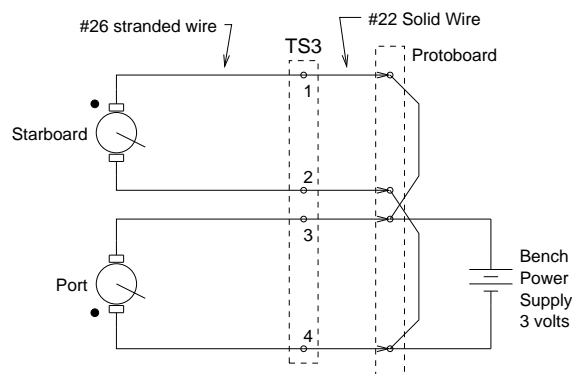 #26 stranded wire
#22 Solid Wire
TS3
Protoboard
1
Starboard
2
3
Port
4
Bench
Power
Supply
3 volts